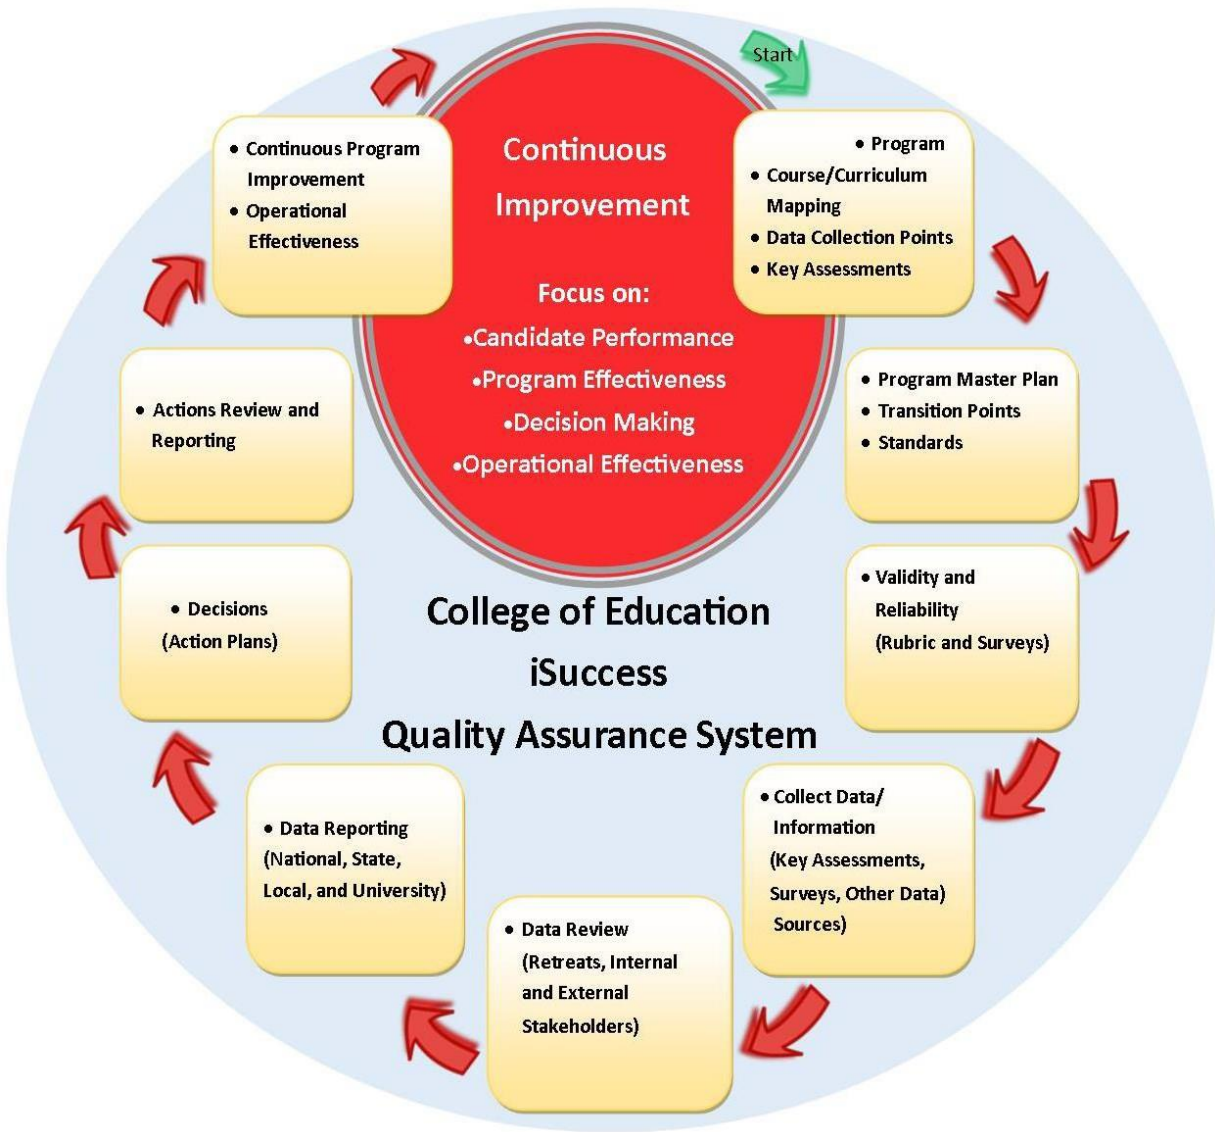 Start
Continuous
Improvement
Focus on:
•Candidate Performance
•Program Effectiveness
•Decision Making
•Operational Effectiveness
• Program
• Course/Curriculum
Mapping
• Data Collection Points
• Key Assessments
• Program Master Plan
• Transition Points
• Standards
• Validity and
Reliability
(Rubric and Surveys)
• Collect Data/
Information
(Key Assessments,
Surveys, Other Data)
Sources)
• Data Review
(Retreats, Internal
and External
Stakeholders)
• Data Reporting
(National, State,
Local, and University)
• Decisions
(Action Plans)
• Actions Review and
Reporting
• Continuous Program
Improvement
• Operational
Effectiveness
College of Education
iSuccess
Quality Assurance System